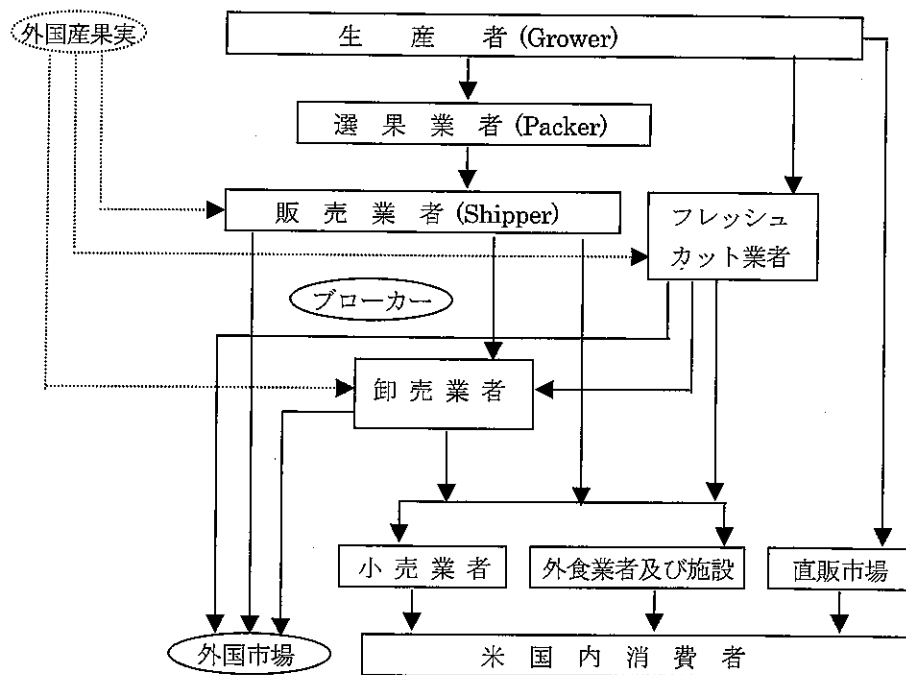 外国産果実
生産者 (Grower)
選果業者 (Packer)
販売業者 (Shipper)
フレッシュ
カット業者
ブローカー
卸売業者
小売業者
外食業者及び施設
直販市場
外国市場
米国内消費者